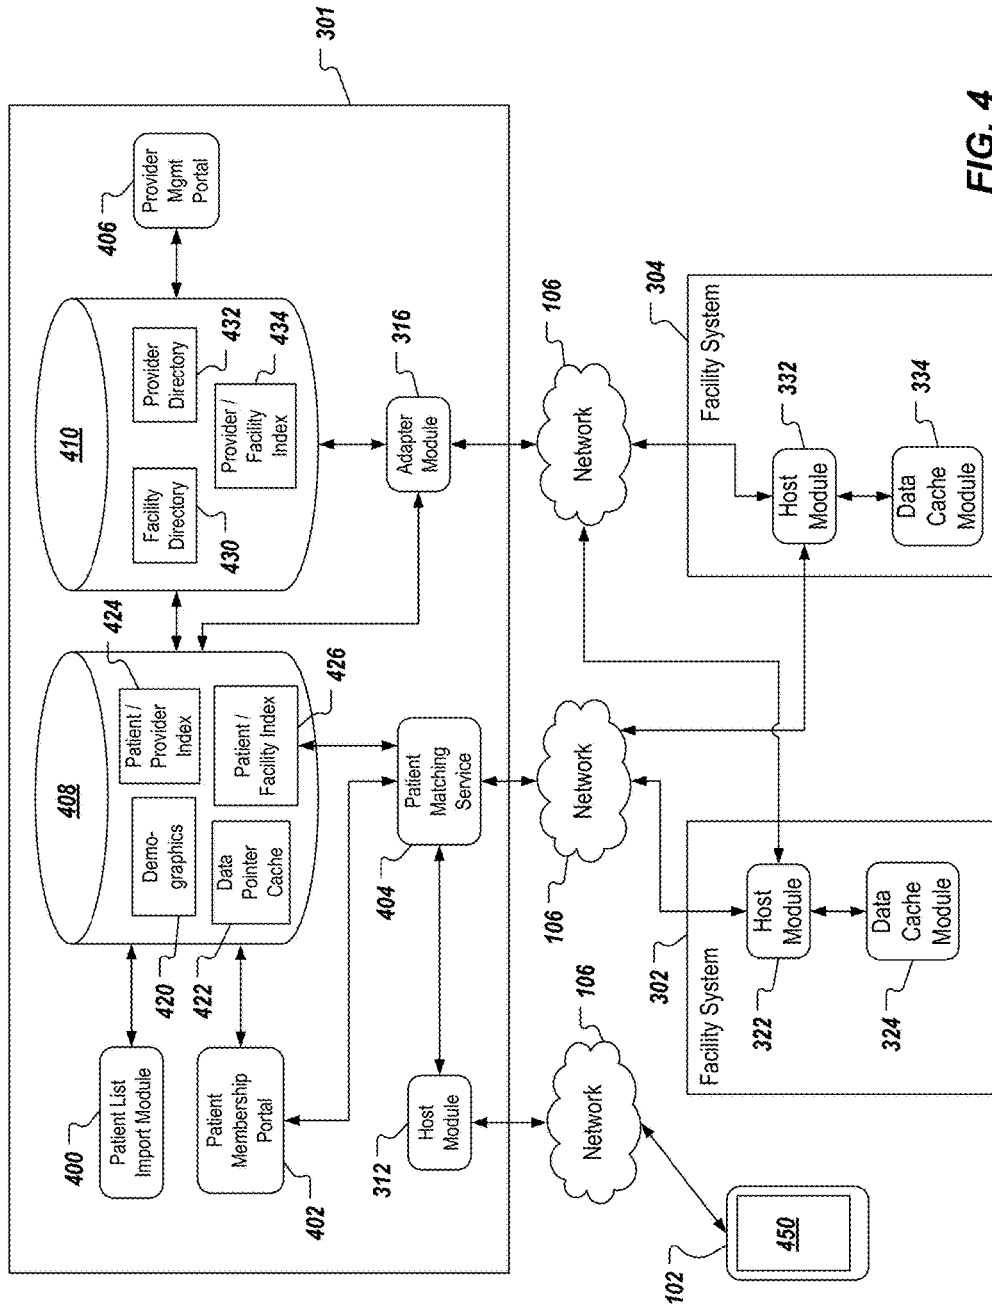 301
400
Patient List
Import Module
408
424
410
406
Provider
Mgmt
Portal
Demo-
graphics
Patient /
Provider
Index
Facility
Directory
Provider
Directory
432
420
430
434
422
Data
Pointer
Cache
Patient /
Facility Index
426
Provider /
Facility
Index
Patient
Membership
Portal
402
404
Patient
Matching
Service
316
Adapter
Module
312
Host
Module
106
Network
106
Network
106
Network
102
450
302
Facility System
322
Host
Module
324
Data
Cache
Module
304
Facility System
332
Host
Module
334
Data
Cache
Module
FIG. 4